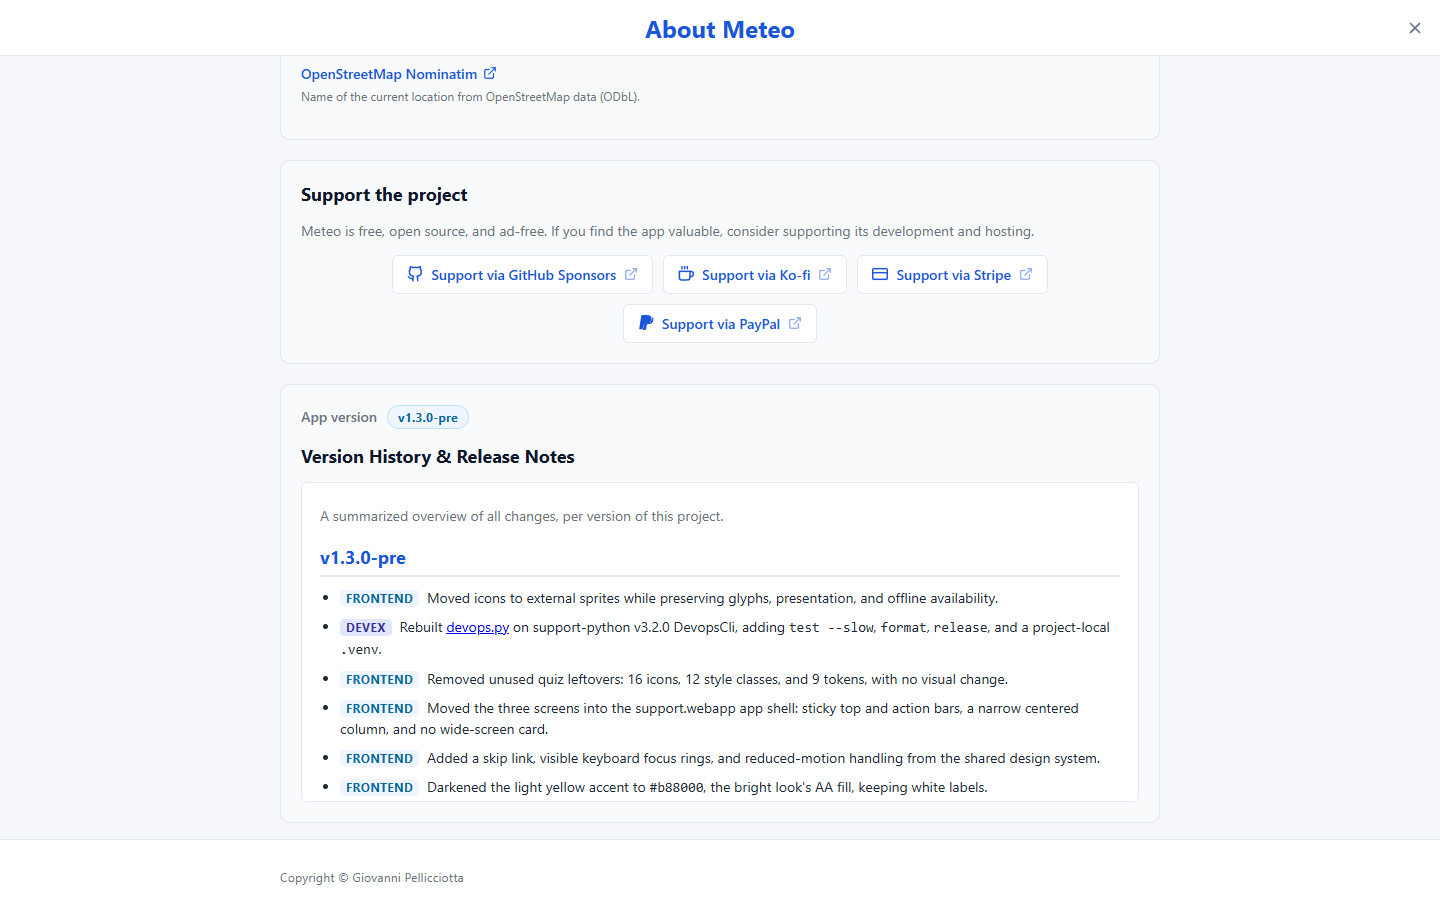 About Meteo
OpenStreetMap Nominatim
Name of the current location from OpenStreetMap data (ODbL).
Support the project
Meteo is free, open source, and ad-free. If you find the app valuable, consider supporting its development and hosting.
Support via GitHub Sponsors
Support via Ko-fi
Support via Stripe
Support via PayPal
App version v1.3.0-pre
Version History & Release Notes
A summarized overview of all changes, per version of this project.
v1.3.0-pre
• FRONTEND Moved icons to external sprites while preserving glyphs, presentation, and offline availability.
• DEVEX Rebuilt devops.py on support-python v3.2.0 DevopsCli, adding test --slow, format, release, and a project-local
.venv.
• FRONTEND Removed unused quiz leftovers: 16 icons, 12 style classes, and 9 tokens, with no visual change.
• FRONTEND Moved the three screens into the support.webapp app shell: sticky top and action bars, a narrow centered
column, and no wide-screen card.
• FRONTEND Added a skip link, visible keyboard focus rings, and reduced-motion handling from the shared design system.
• FRONTEND Darkened the light yellow accent to #b88000, the bright look's AA fill, keeping white labels.
Copyright © Giovanni Pellicciotta